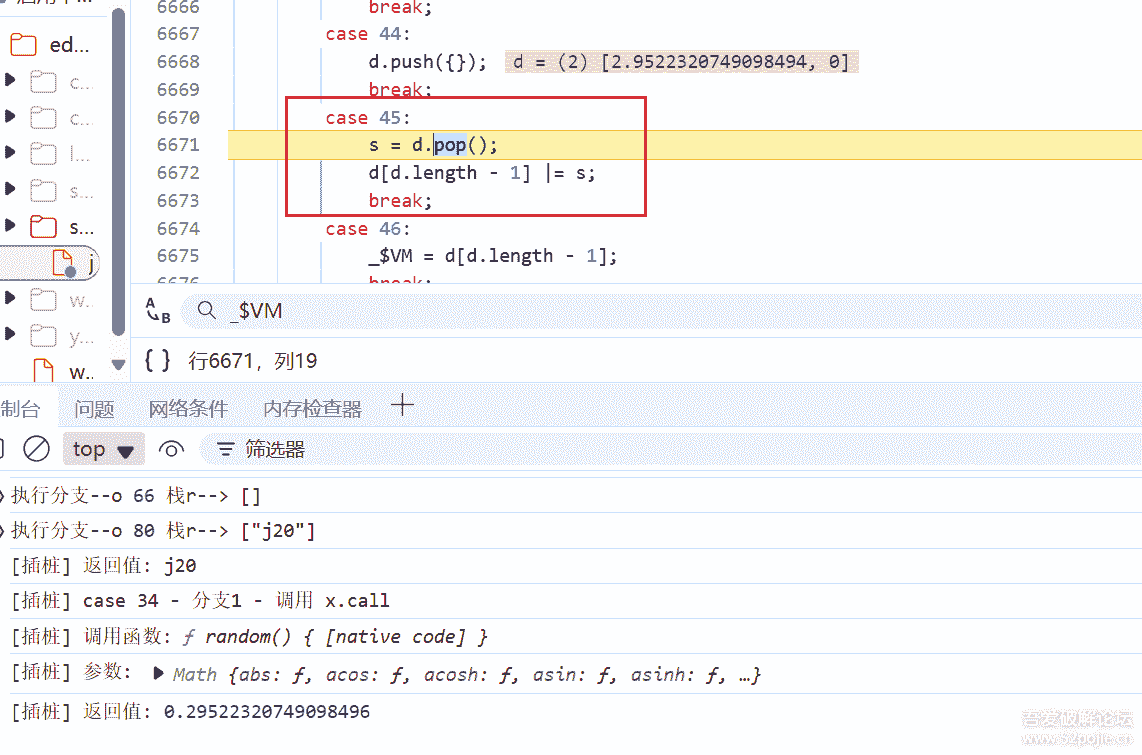 6666 break;
ed...
6667 case 44:
6668 d.push({}); d = (2) [2.9522320749098494, 0]
c...
6669 break;
c...
6670 case 45:
6671 s = d.pop();
l...
6672 d[d.length - 1] |= s;
s...
6673 break;
s...
6674 case 46:
j
6675 _$VM = d[d.length - 1];
w..
A B _$VM
y...
{ } 行6671，列19
w..
制台 问题 网络条件 内存检查器 +
top 筛选器
执行分支--o 66 栈r--> []
执行分支--o 80 栈r--> ["j20"]
[插桩] 返回值: j20
[插桩] case 34 - 分支1 - 调用 x.call
[插桩] 调用函数: ƒ random() { [native code] }
[插桩] 参数: Math {abs: ƒ, acos: ƒ, acosh: ƒ, asin: ƒ, asinh: ƒ, …}
[插桩] 返回值: 0.29522320749098496
吾爱破解论坛
www.52pojie.cn